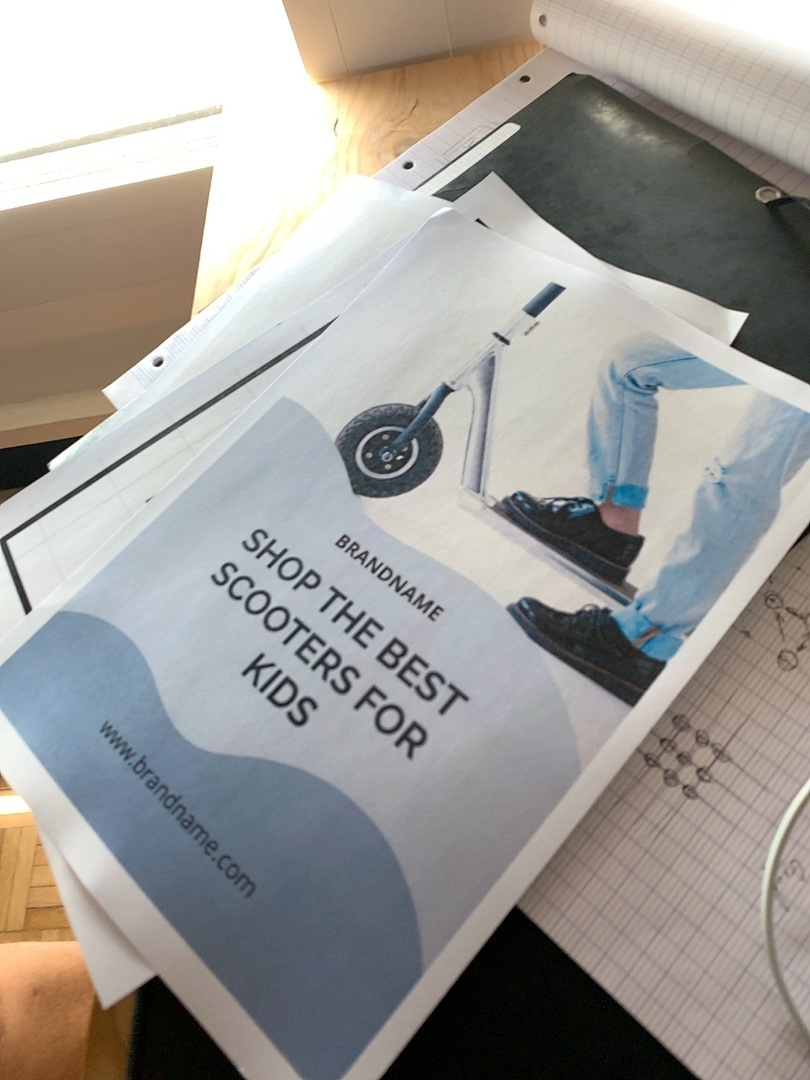 BRANDNAME
SHOP THE BEST
SCOOTERS FOR
KIDS
www.brandname.com